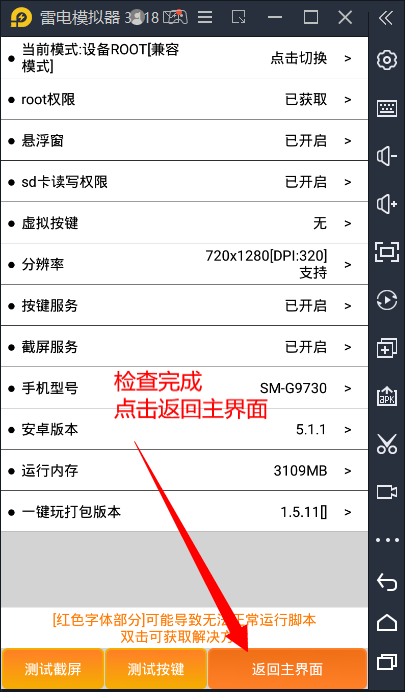 雷电模拟器 3.118
当前模式:设备ROOT[兼容
模式]
点击切换 >
● root权限 已获取 >
● 悬浮窗 已开启 >
● sd卡读写权限 已开启 >
● 虚拟按键 无 >
● 分辨率 720x1280[DPI:320]
支持 >
● 按键服务 已开启 >
● 截屏服务 已开启 >
检查完成
● 手机型号 SM-G9730 >
点击返回主界面
● 安卓版本 5.1.1 >
● 运行内存 3109MB >
● 一键玩打包版本 1.5.11[] >
[红色字体部分]可能导致无法正常运行脚本
双击可获取解决方
测试截屏 测试按键 返回主界面